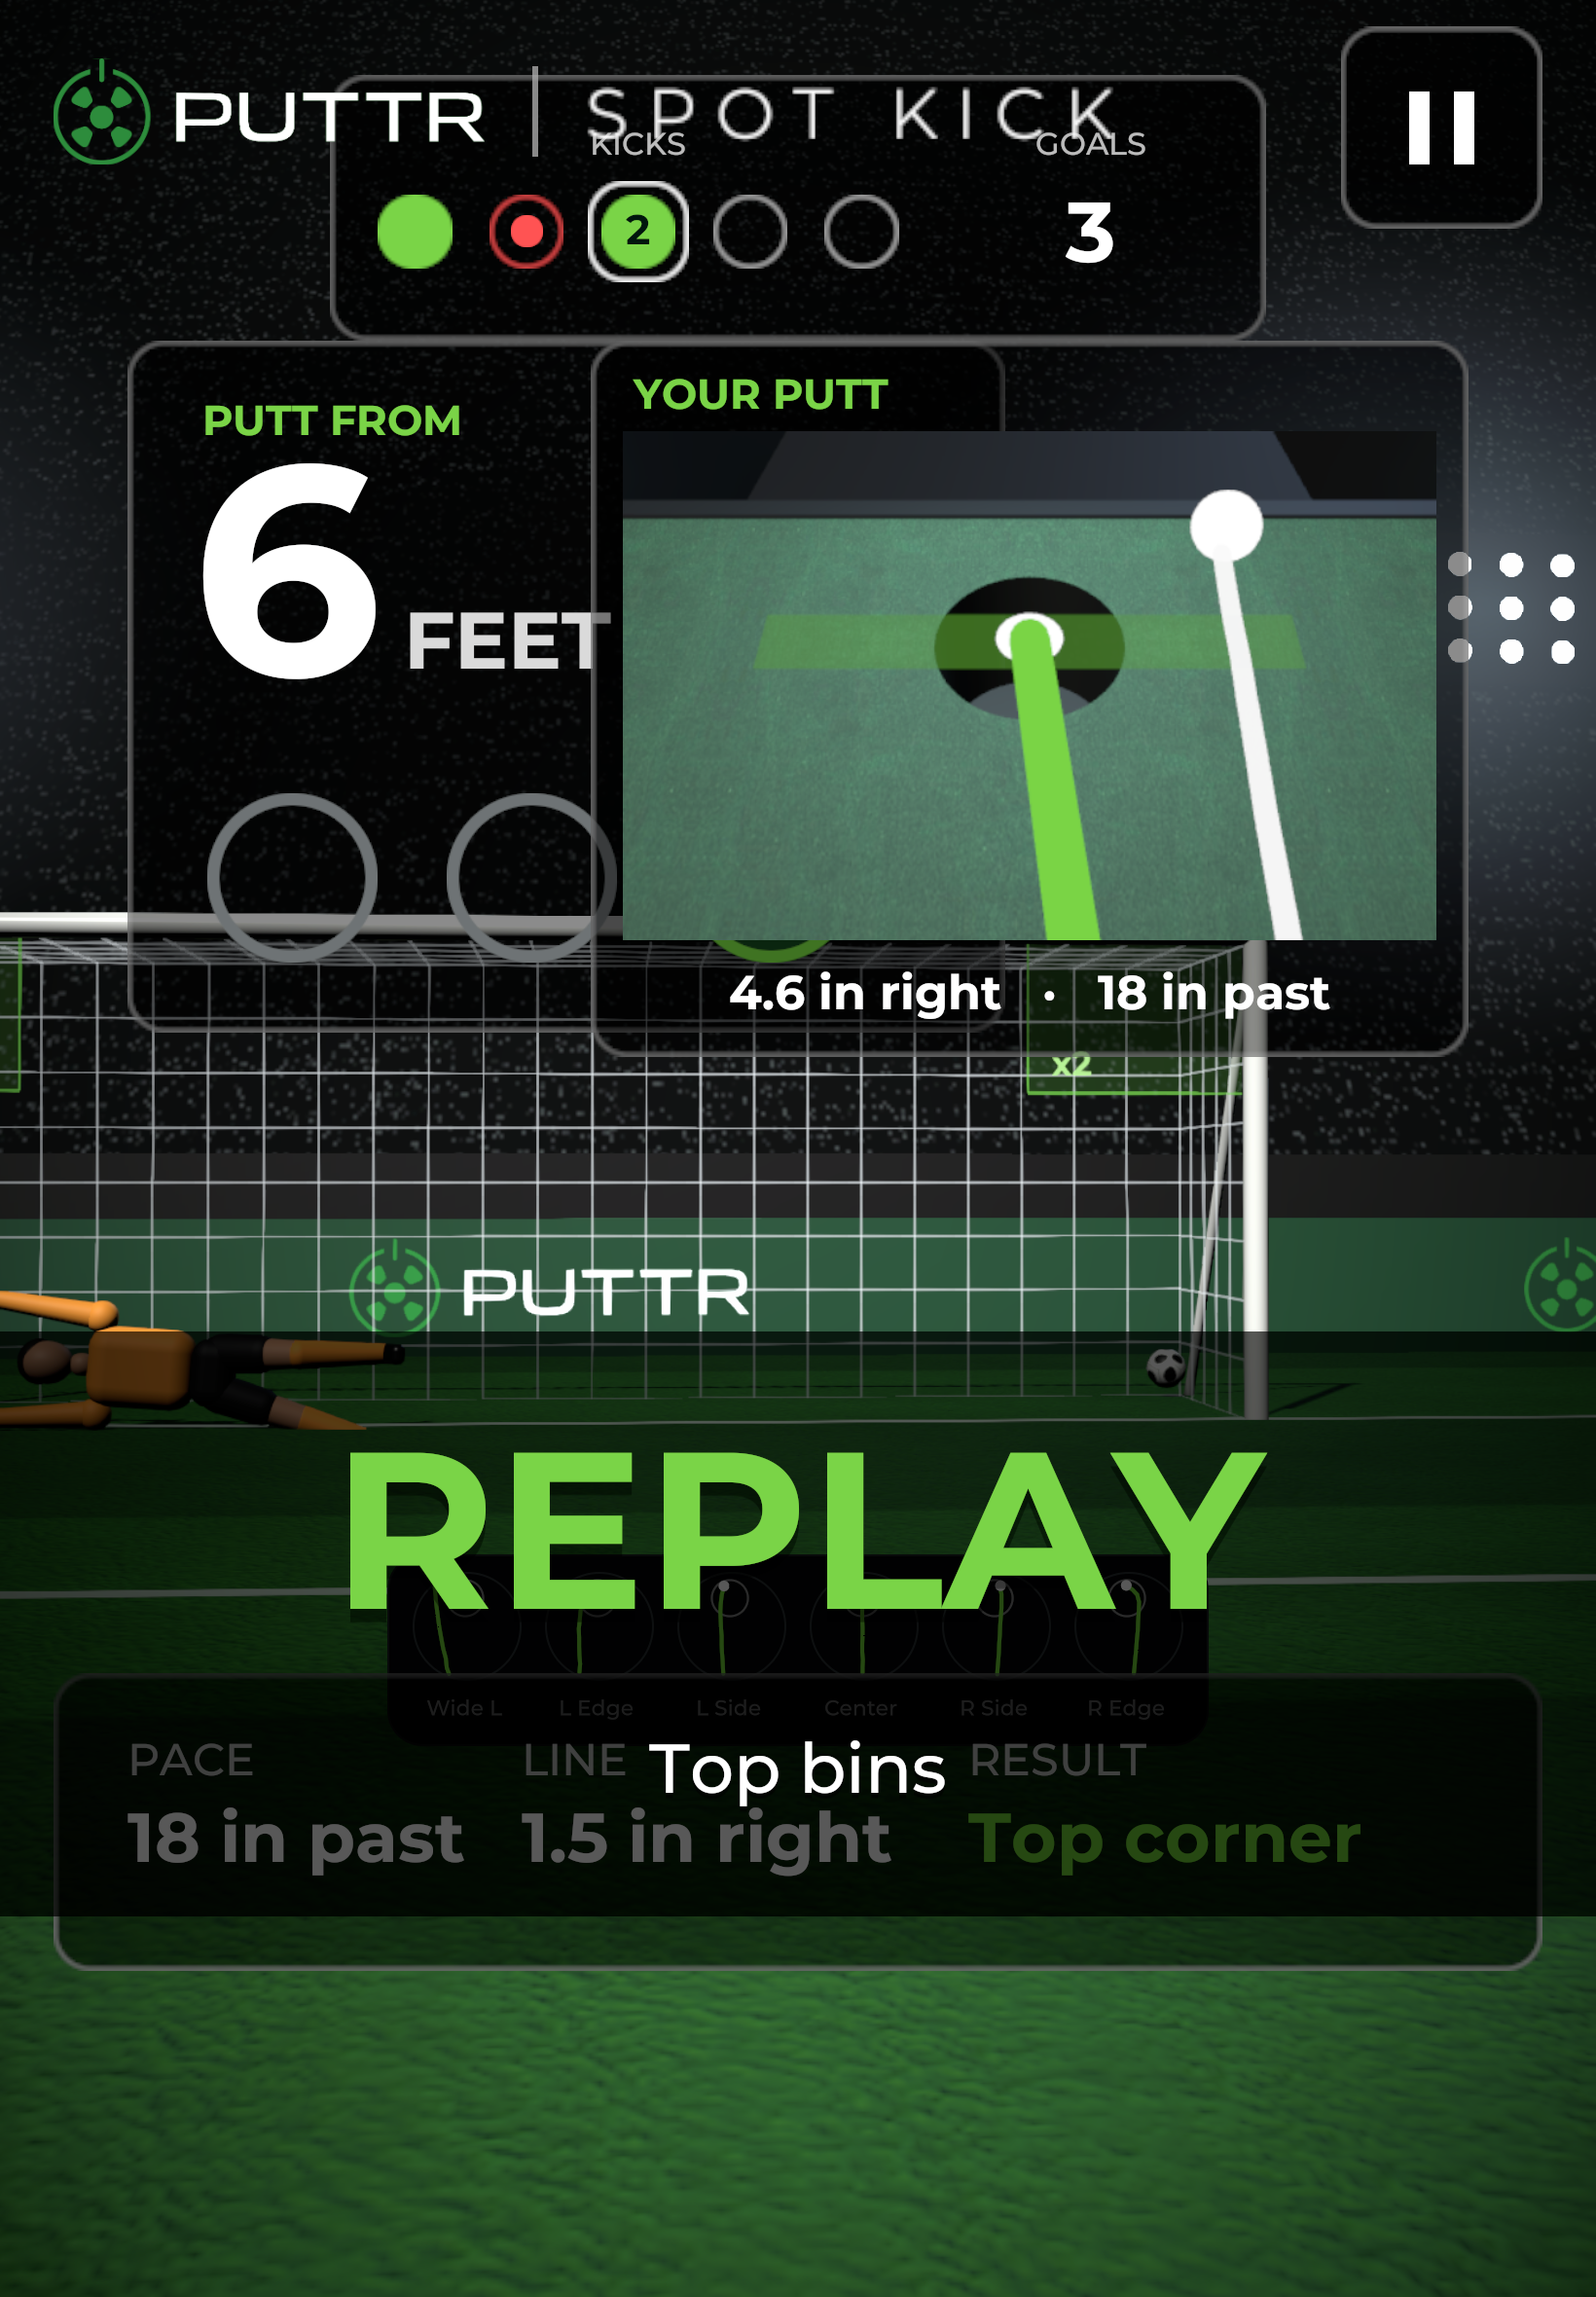 PUTTR | SPOT KICK
KICKS
GOALS
2
3
PUTT FROM
6 FEET
YOUR PUTT
4.6 in right · 18 in past
x2
PUTTR
REPLAY
Wide L
L Edge
L Side
Center
R Side
R Edge
Top bins
PACE
LINE
RESULT
18 in past
1.5 in right
Top corner